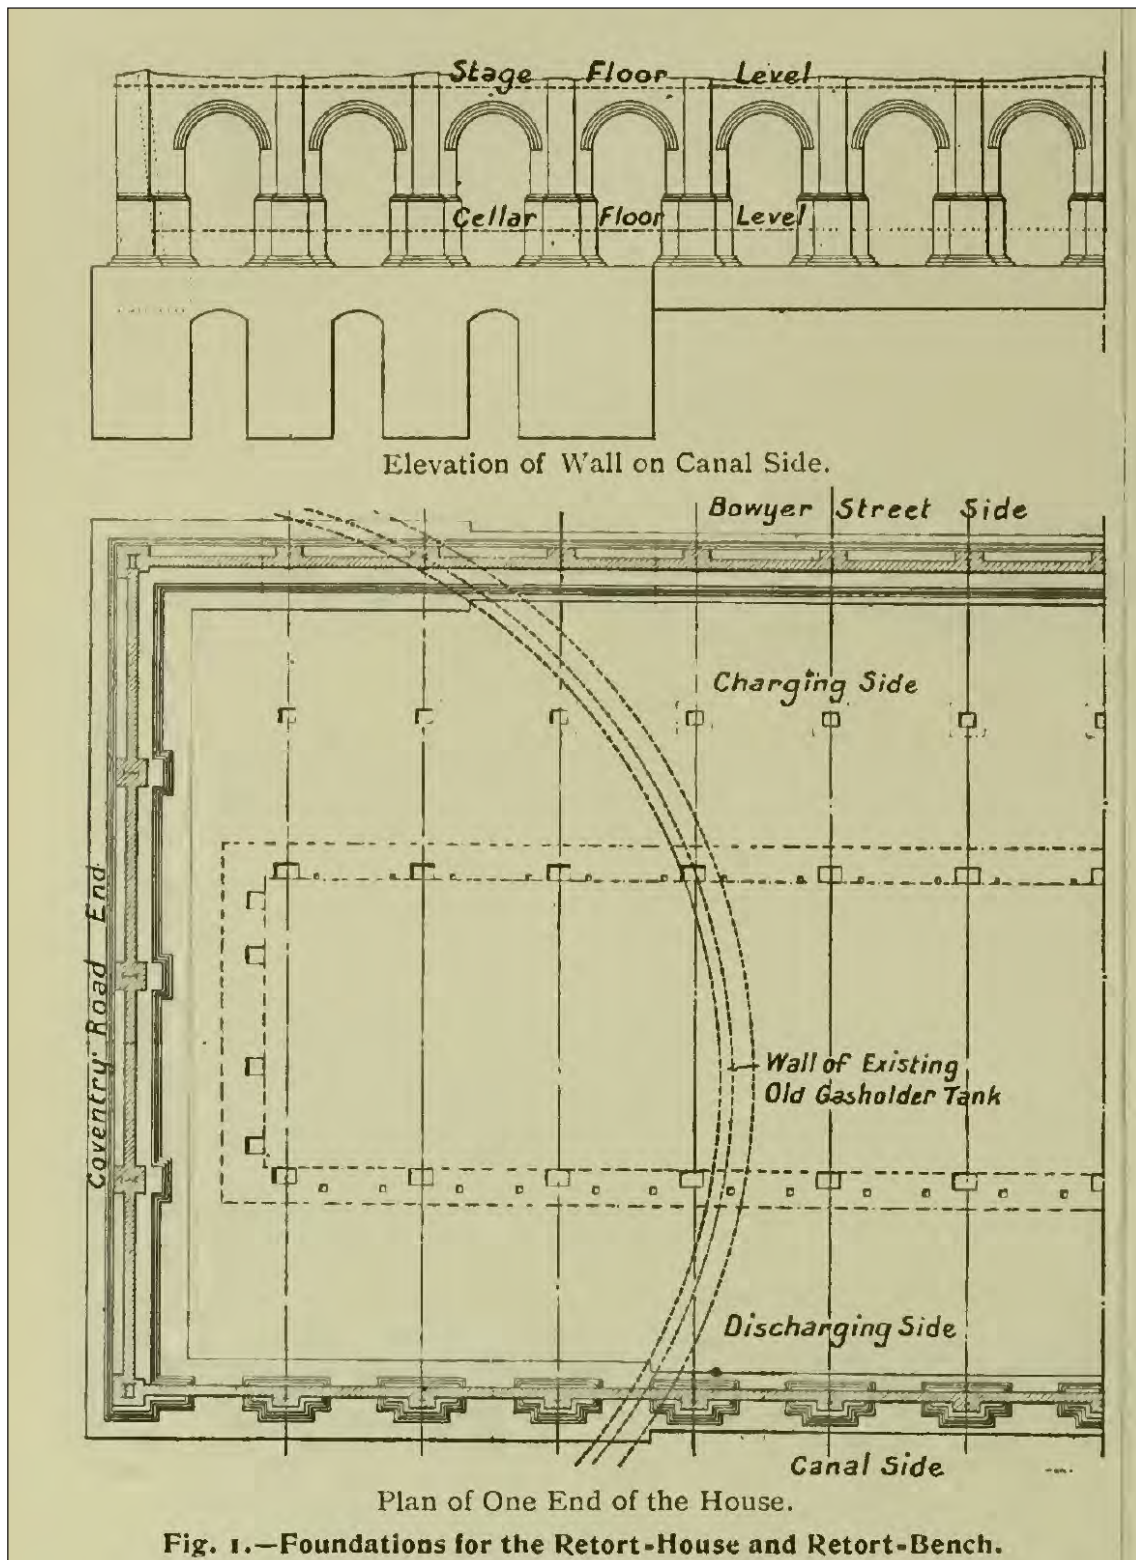 Stage Floor Level
Cellar Floor Level
Elevation of Wall on Canal Side.
Bowyer Street Side
Charging Side
Coventry Road End.
Wall of Existing
Old Gasholder Tank
Discharging Side
Canal Side
Plan of One End of the House.
Fig. 1.—Foundations for the Retort-House and Retort-Bench.